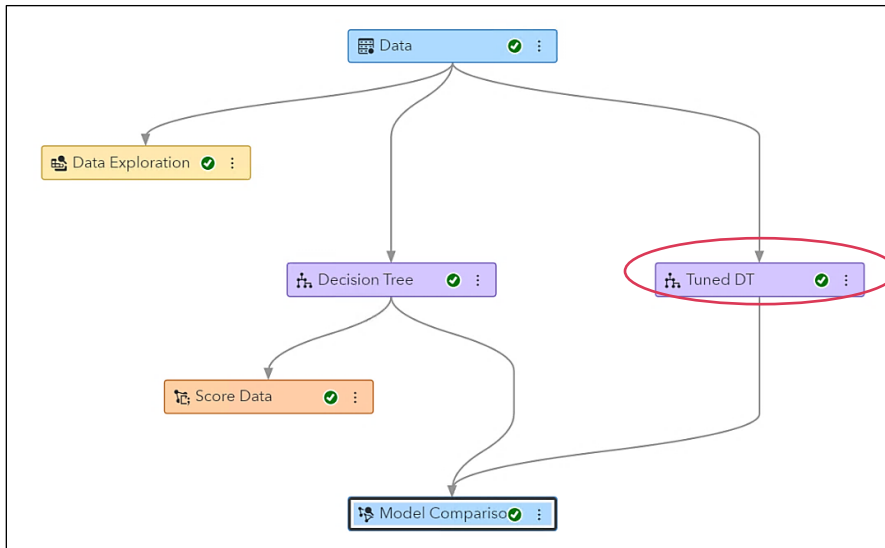 Data
Data Exploration
Decision Tree
Tuned DT
Score Data
Model Compariso